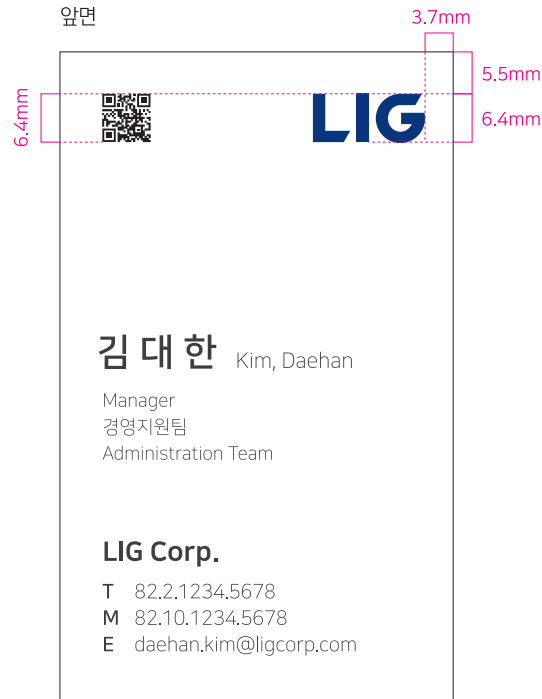 앞면
3.7mm
5.5mm
6.4mm
6.4mm
LIG
김대한 Kim, Daehan
Manager
경영지원팀
Administration Team
LIG Corp.
T 82.2.1234.5678
M 82.10.1234.5678
E daehan.kim@ligcorp.com